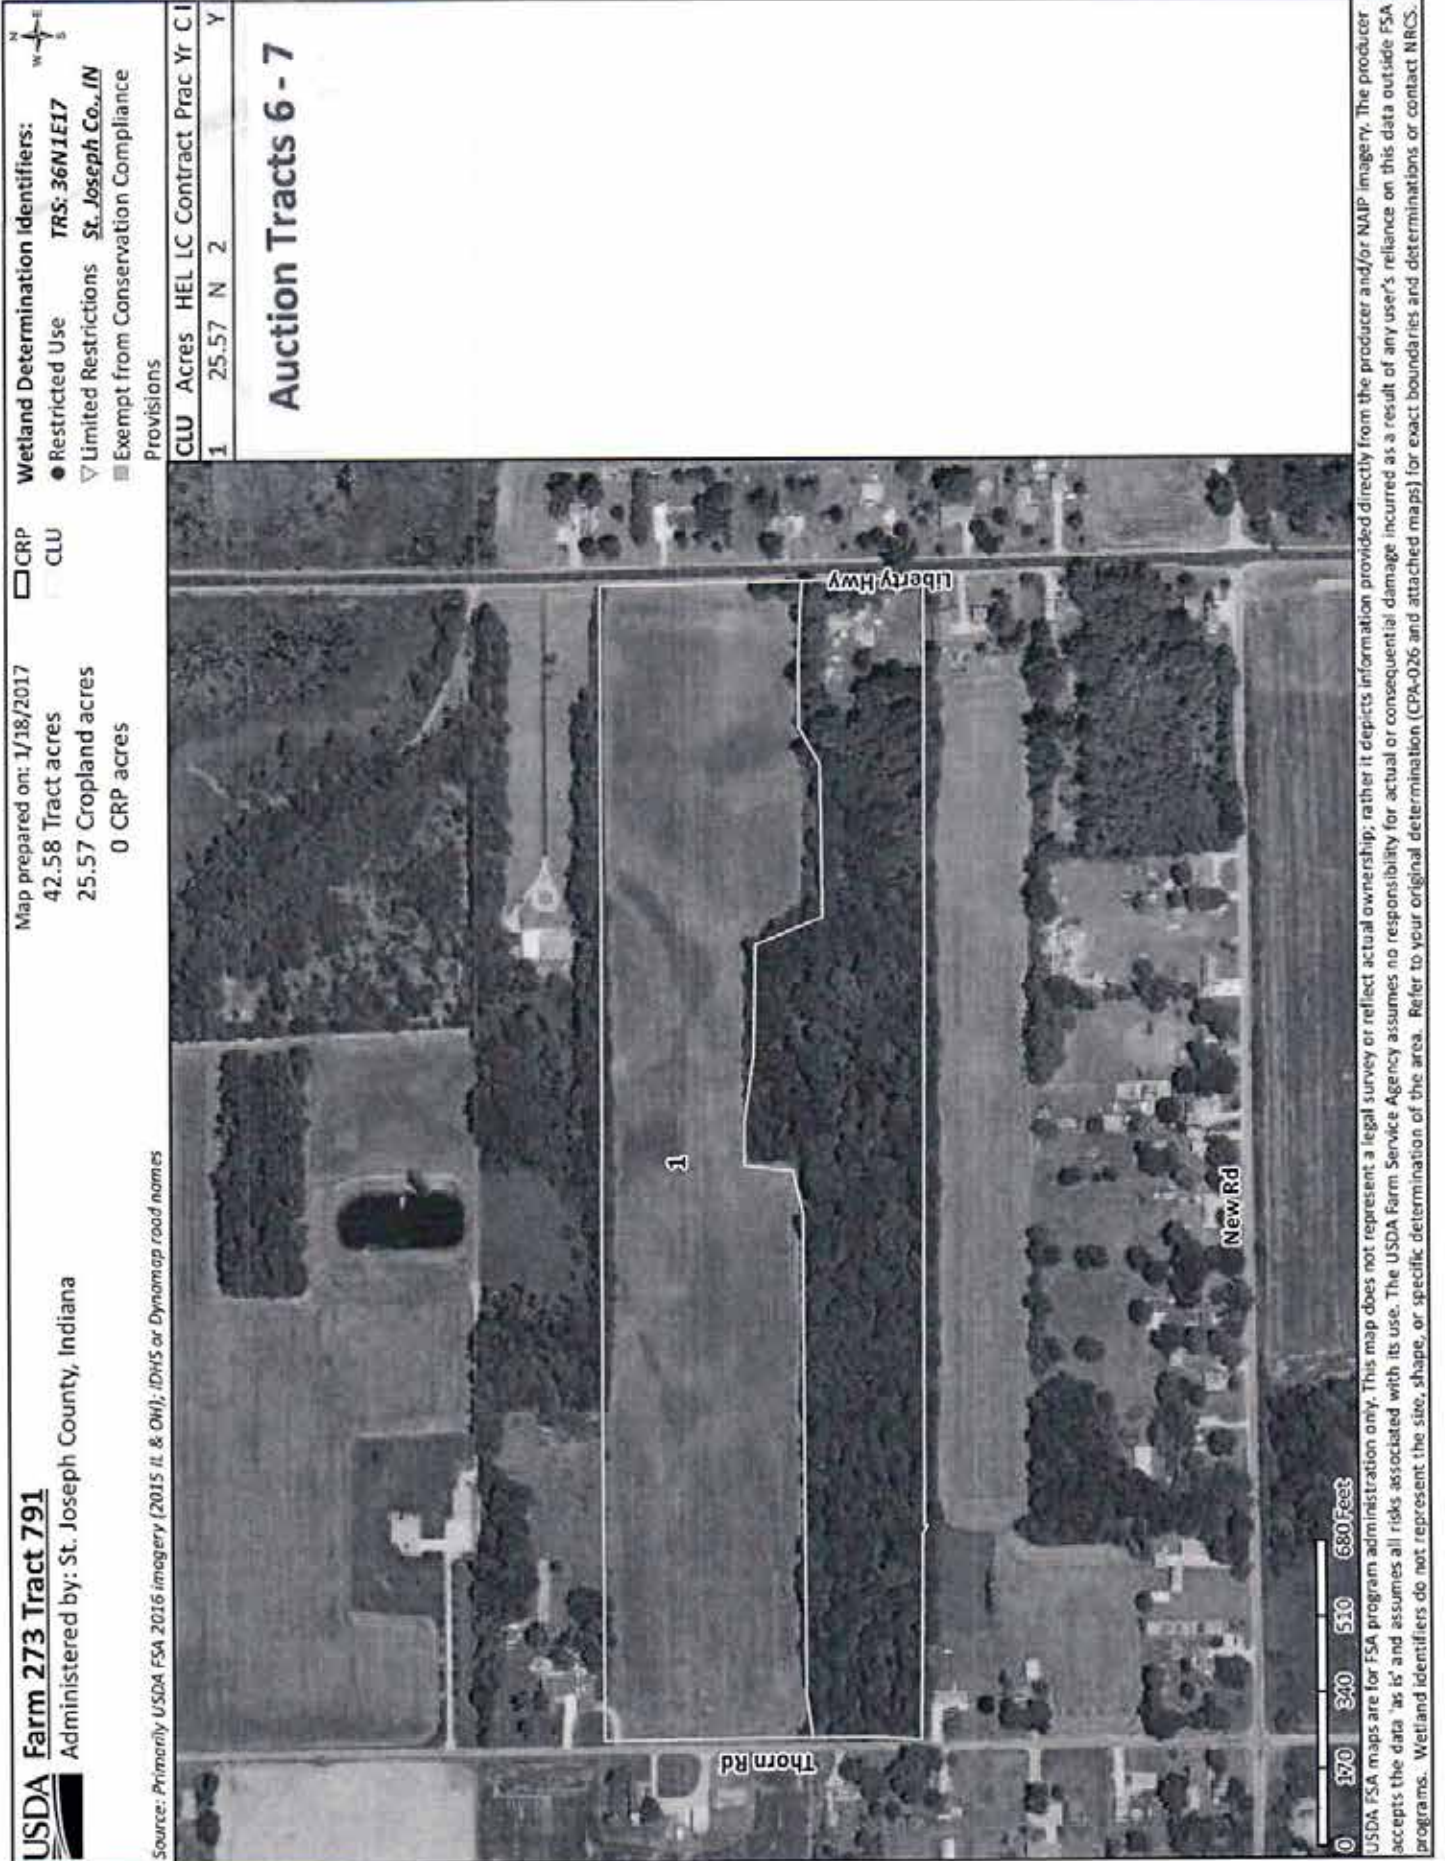 USDA Farm 273 Tract 791
Administered by: St. Joseph County, Indiana
Map prepared on: 1/18/2017
42.58 Tract acres
25.57 Cropland acres
0 CRP acres
CRP
CLU
Wetland Determination Identifiers:
Restricted Use
Limited Restrictions
Exempt from Conservation Compliance
Provisions
TRS: 36N1E17
St. Joseph Co., IN
N
W E
S
Source: Primarily USDA FSA 2016 imagery (2015 IL & OH); IDHS or Dynamap road names
CLU Acres HEL LC Contract Prac Yr C I
1 25.57 N 2 Y
Auction Tracts 6 - 7
1
Liberty Hwy
Thorn Rd
New Rd
0 170 340 510 680 Feet
USDA FSA maps are for FSA program administration only. This map does not represent a legal survey or reflect actual ownership; rather it depicts information provided directly from the producer and/or NAIP imagery. The producer
accepts the data 'as is' and assumes all risks associated with its use. The USDA Farm Service Agency assumes no responsibility for actual or consequential damage incurred as a result of any user's reliance on this data outside FSA
programs. Wetland identifiers do not represent the size, shape, or specific determination of the area. Refer to your original determination (CPA-026 and attached maps) for exact boundaries and determinations or contact NRCS.